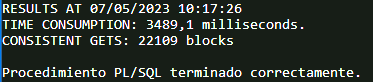 RESULTS AT 07/05/2023 10:17:26
TIME CONSUMPTION: 3489,1 milliseconds.
CONSISTENT GETS: 22109 blocks
Procedimiento PL/SQL terminado correctamente.